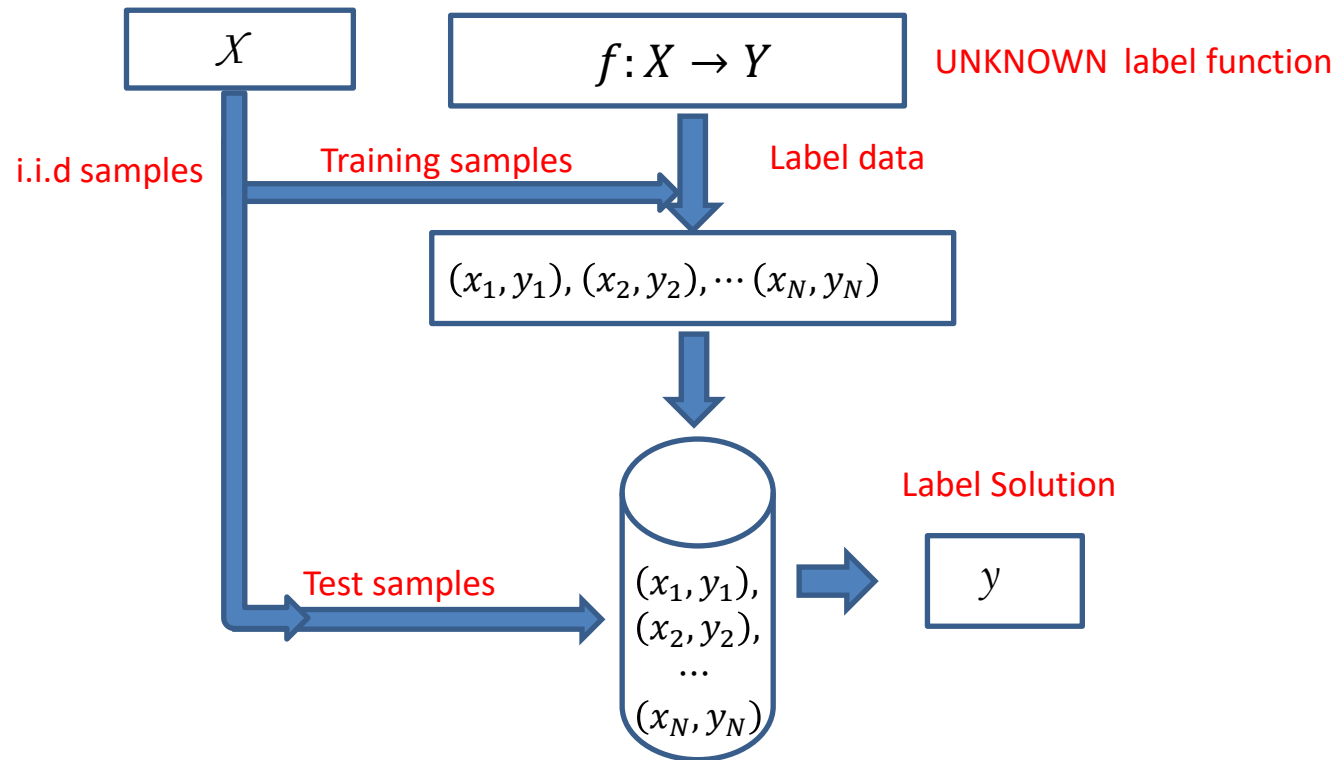 𝒳
f: X → Y
UNKNOWN label function
i.i.d samples
Training samples
Label data
(x₁, y₁), (x₂, y₂), ⋯ (x_N, y_N)
Label Solution
Test samples
(x₁, y₁),
(x₂, y₂),
⋯
(x_N, y_N)
y